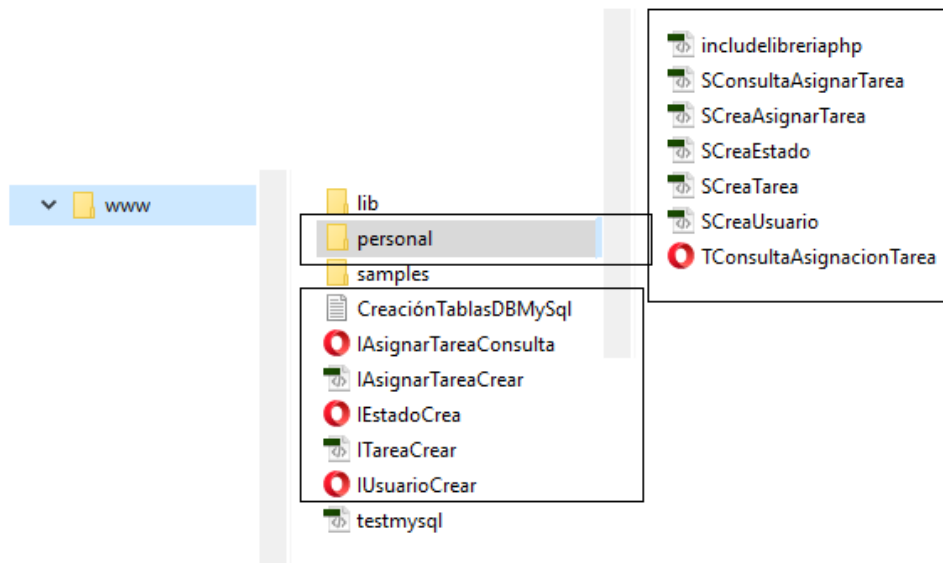 www
lib
personal
samples
CreaciónTablasDBMySql
IAsignarTareaConsulta
IAsignarTareaCrear
IEstadoCrea
ITareaCrear
IUsuarioCrear
testmysql
includelibreriaphp
SConsultaAsignarTarea
SCreaAsignarTarea
SCreaEstado
SCreaTarea
SCreaUsuario
TConsultaAsignacionTarea